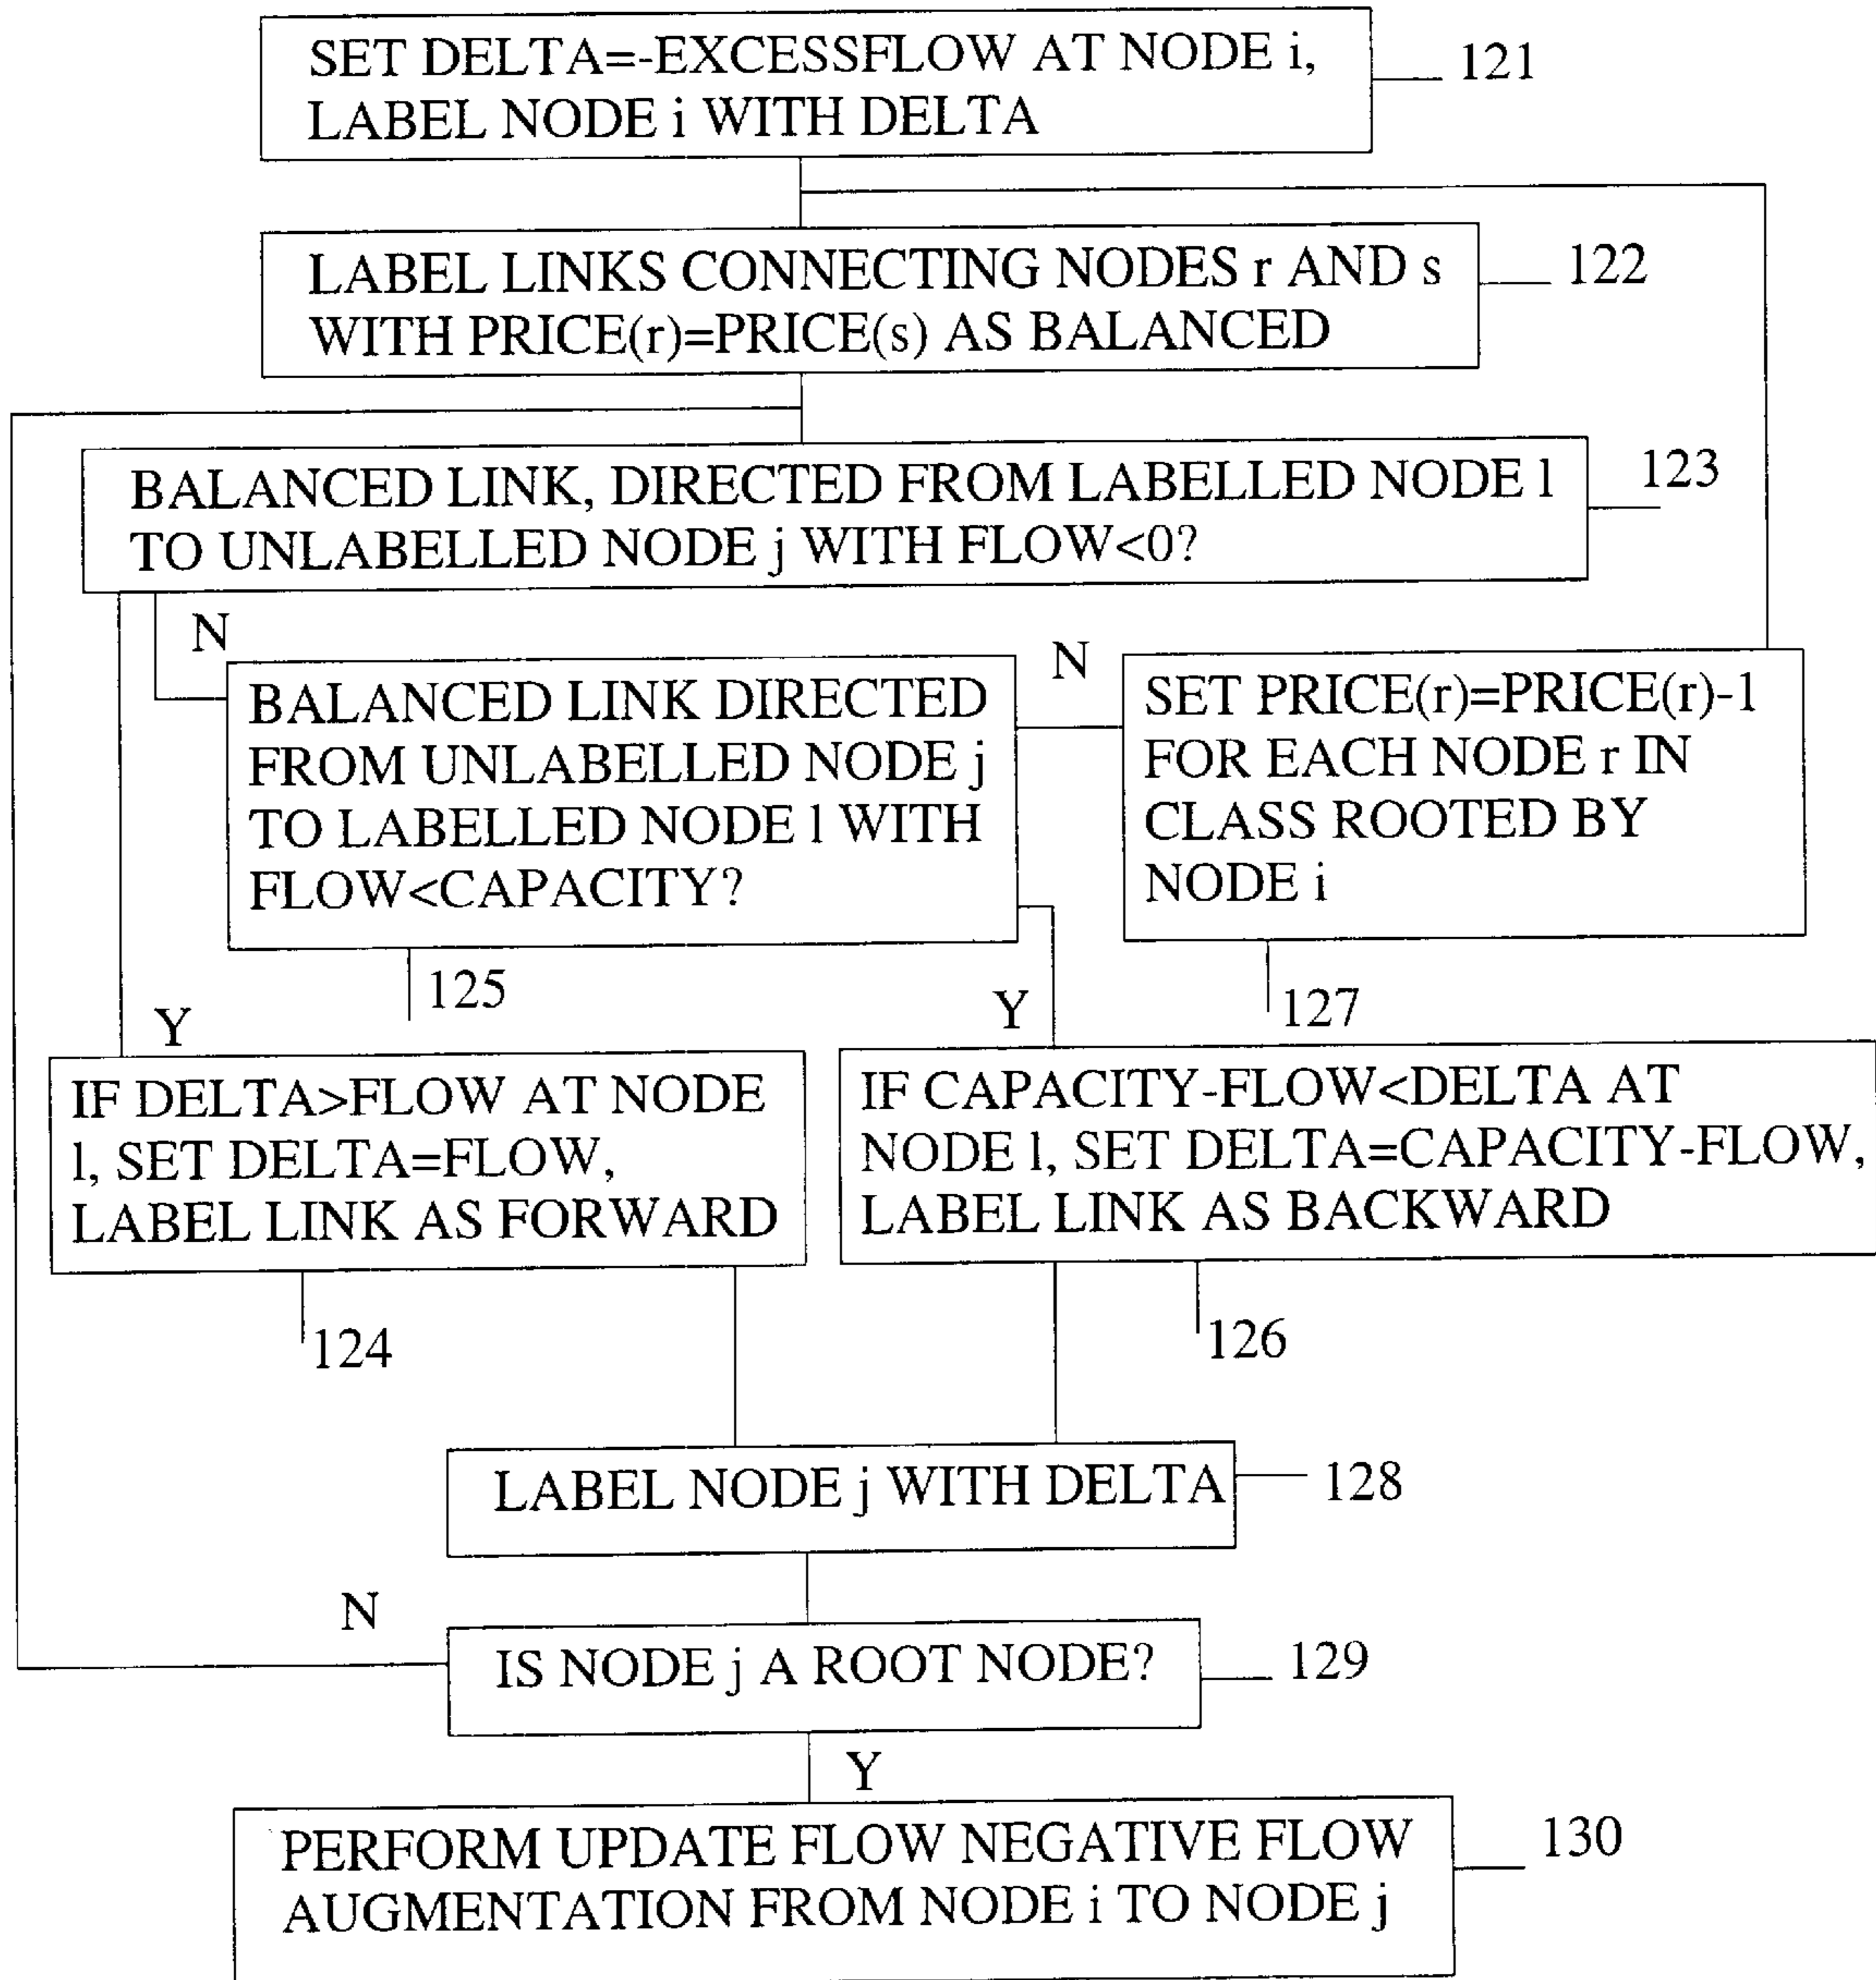 SET DELTA=-EXCESSFLOW AT NODE i,
LABEL NODE i WITH DELTA
121
LABEL LINKS CONNECTING NODES r AND s
WITH PRICE(r)=PRICE(s) AS BALANCED
122
BALANCED LINK, DIRECTED FROM LABELLED NODE l
TO UNLABELLED NODE j WITH FLOW<0?
123
N
BALANCED LINK DIRECTED
FROM UNLABELLED NODE j
TO LABELLED NODE l WITH
FLOW<CAPACITY?
125
N
SET PRICE(r)=PRICE(r)-1
FOR EACH NODE r IN
CLASS ROOTED BY
NODE i
127
Y
IF DELTA>FLOW AT NODE
l, SET DELTA=FLOW,
LABEL LINK AS FORWARD
124
Y
IF CAPACITY-FLOW<DELTA AT
NODE l, SET DELTA=CAPACITY-FLOW,
LABEL LINK AS BACKWARD
126
LABEL NODE j WITH DELTA
128
N
IS NODE j A ROOT NODE?
129
Y
PERFORM UPDATE FLOW NEGATIVE FLOW
AUGMENTATION FROM NODE i TO NODE j
130